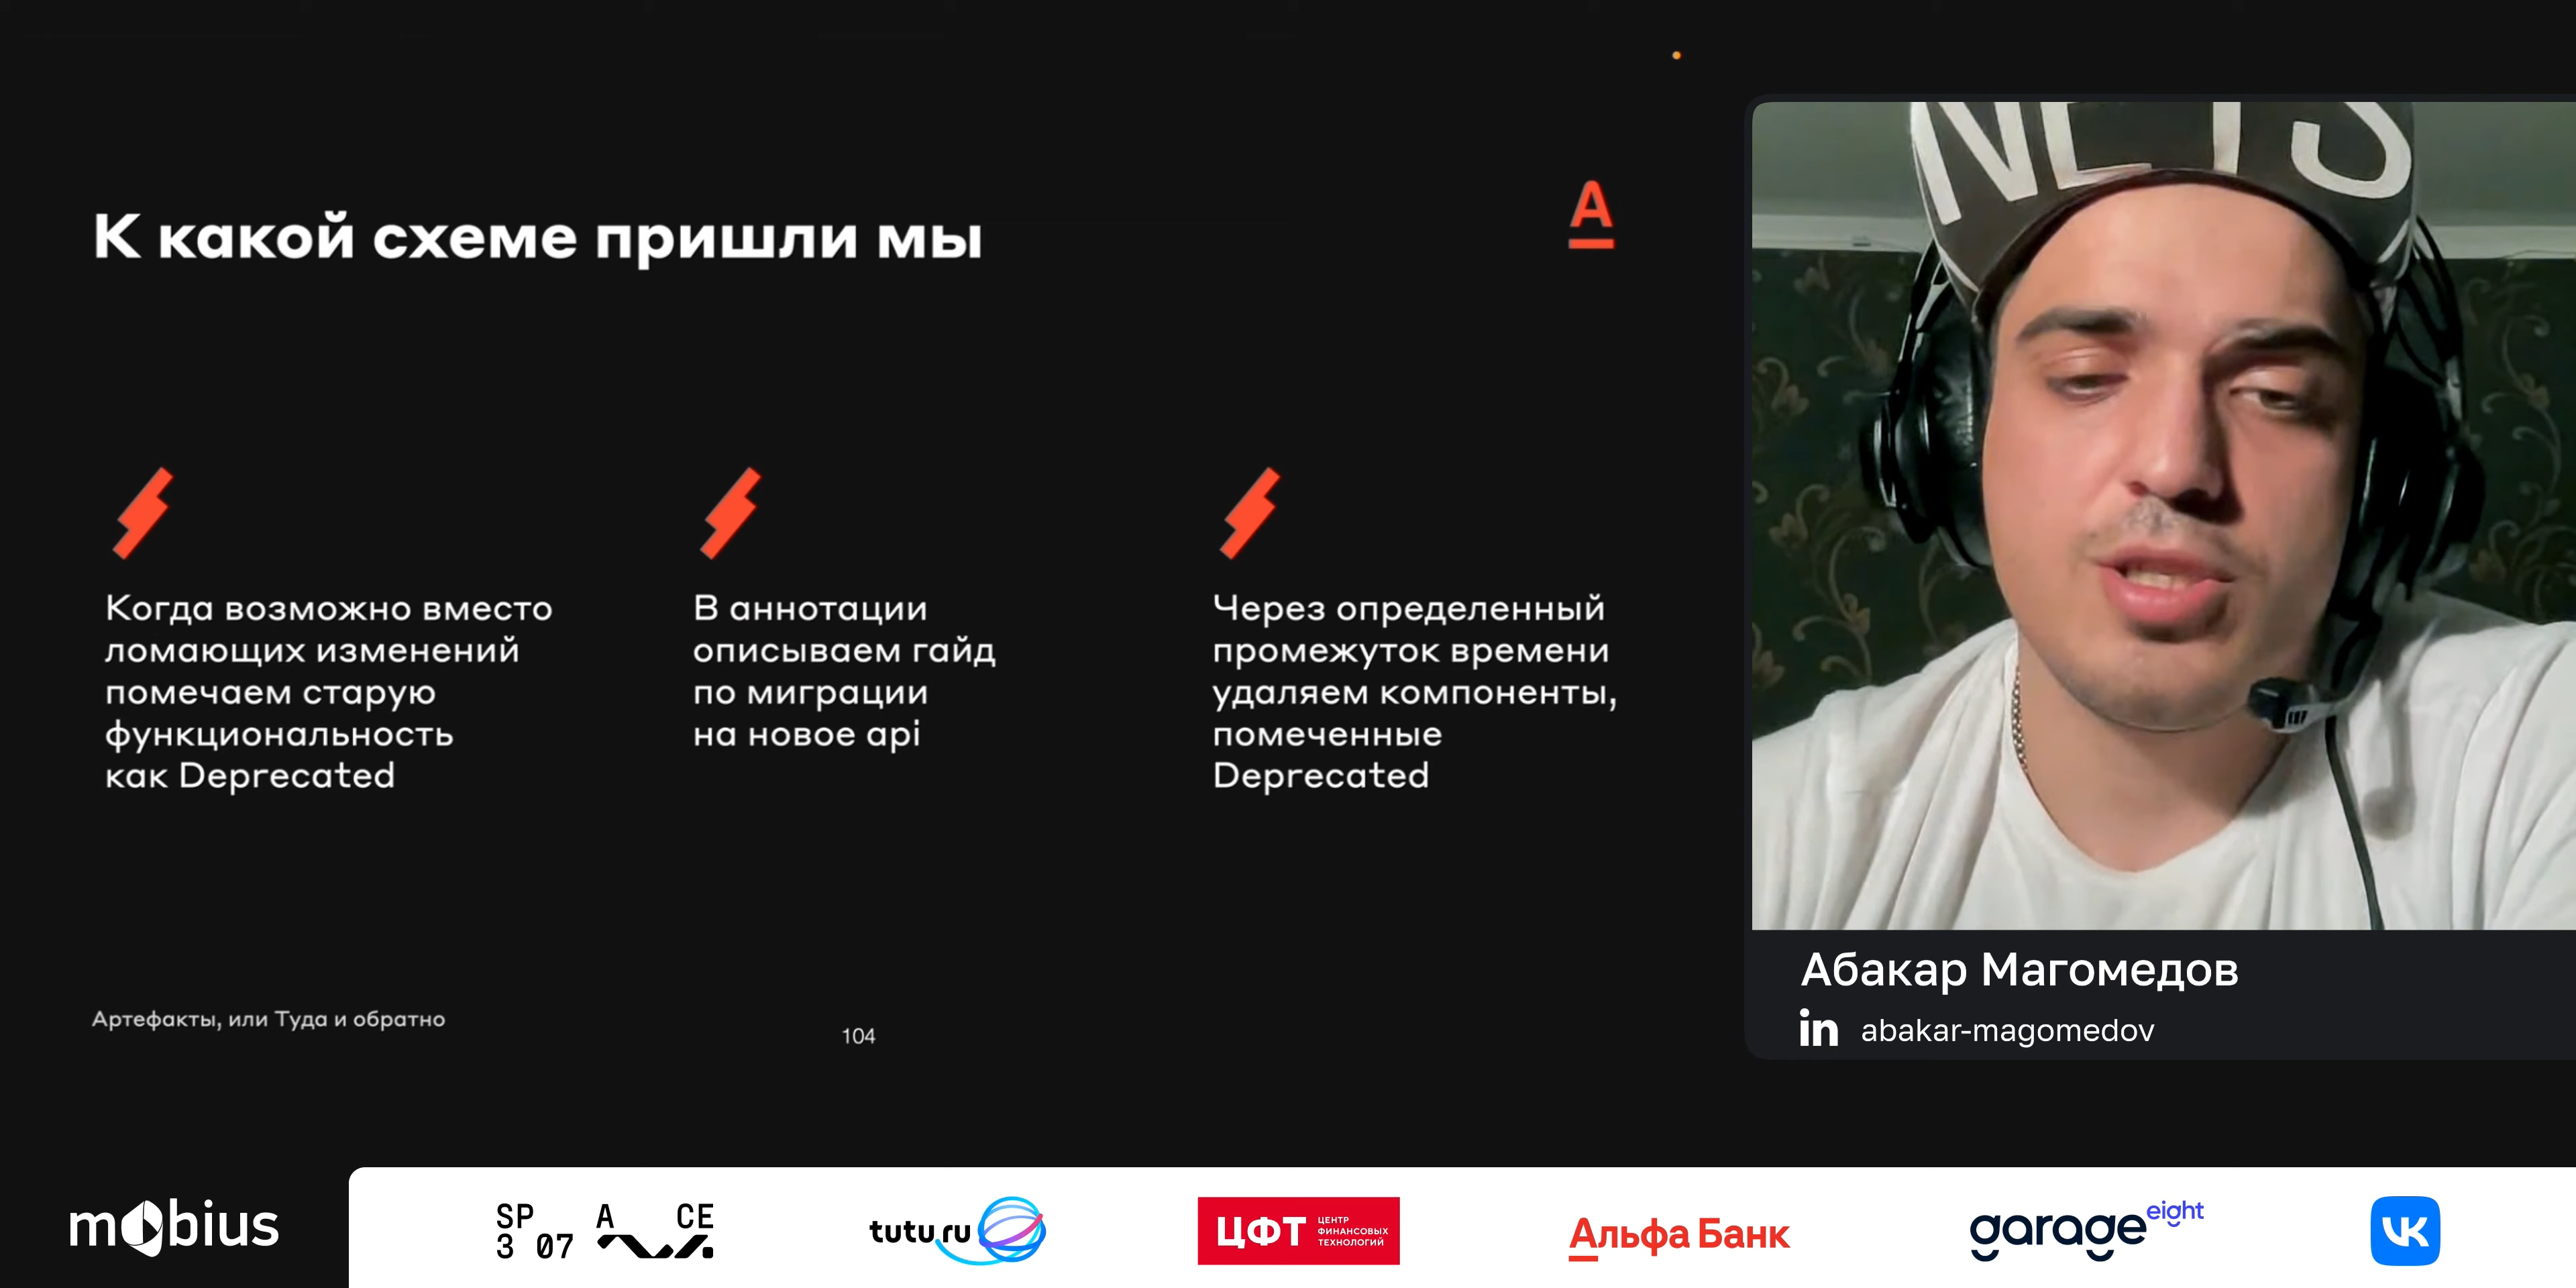 NETS
К какой схеме пришли мы
A
Когда возможно вместо
ломающих изменений
помечаем старую
функциональность
как Deprecated
В аннотации
описываем гайд
по миграции
на новое api
Через определенный
промежуток времени
удаляем компоненты,
помеченные
Deprecated
Артефакты, или Туда и обратно
104
Абакар Магомедов
in abakar-magomedov
mobius
SP A CE
3 07
tutu.ru
ЦФТ
ЦЕНТР
ФИНАНСОВЫХ
ТЕХНОЛОГИЙ
Альфа Банк
garage eight
VK